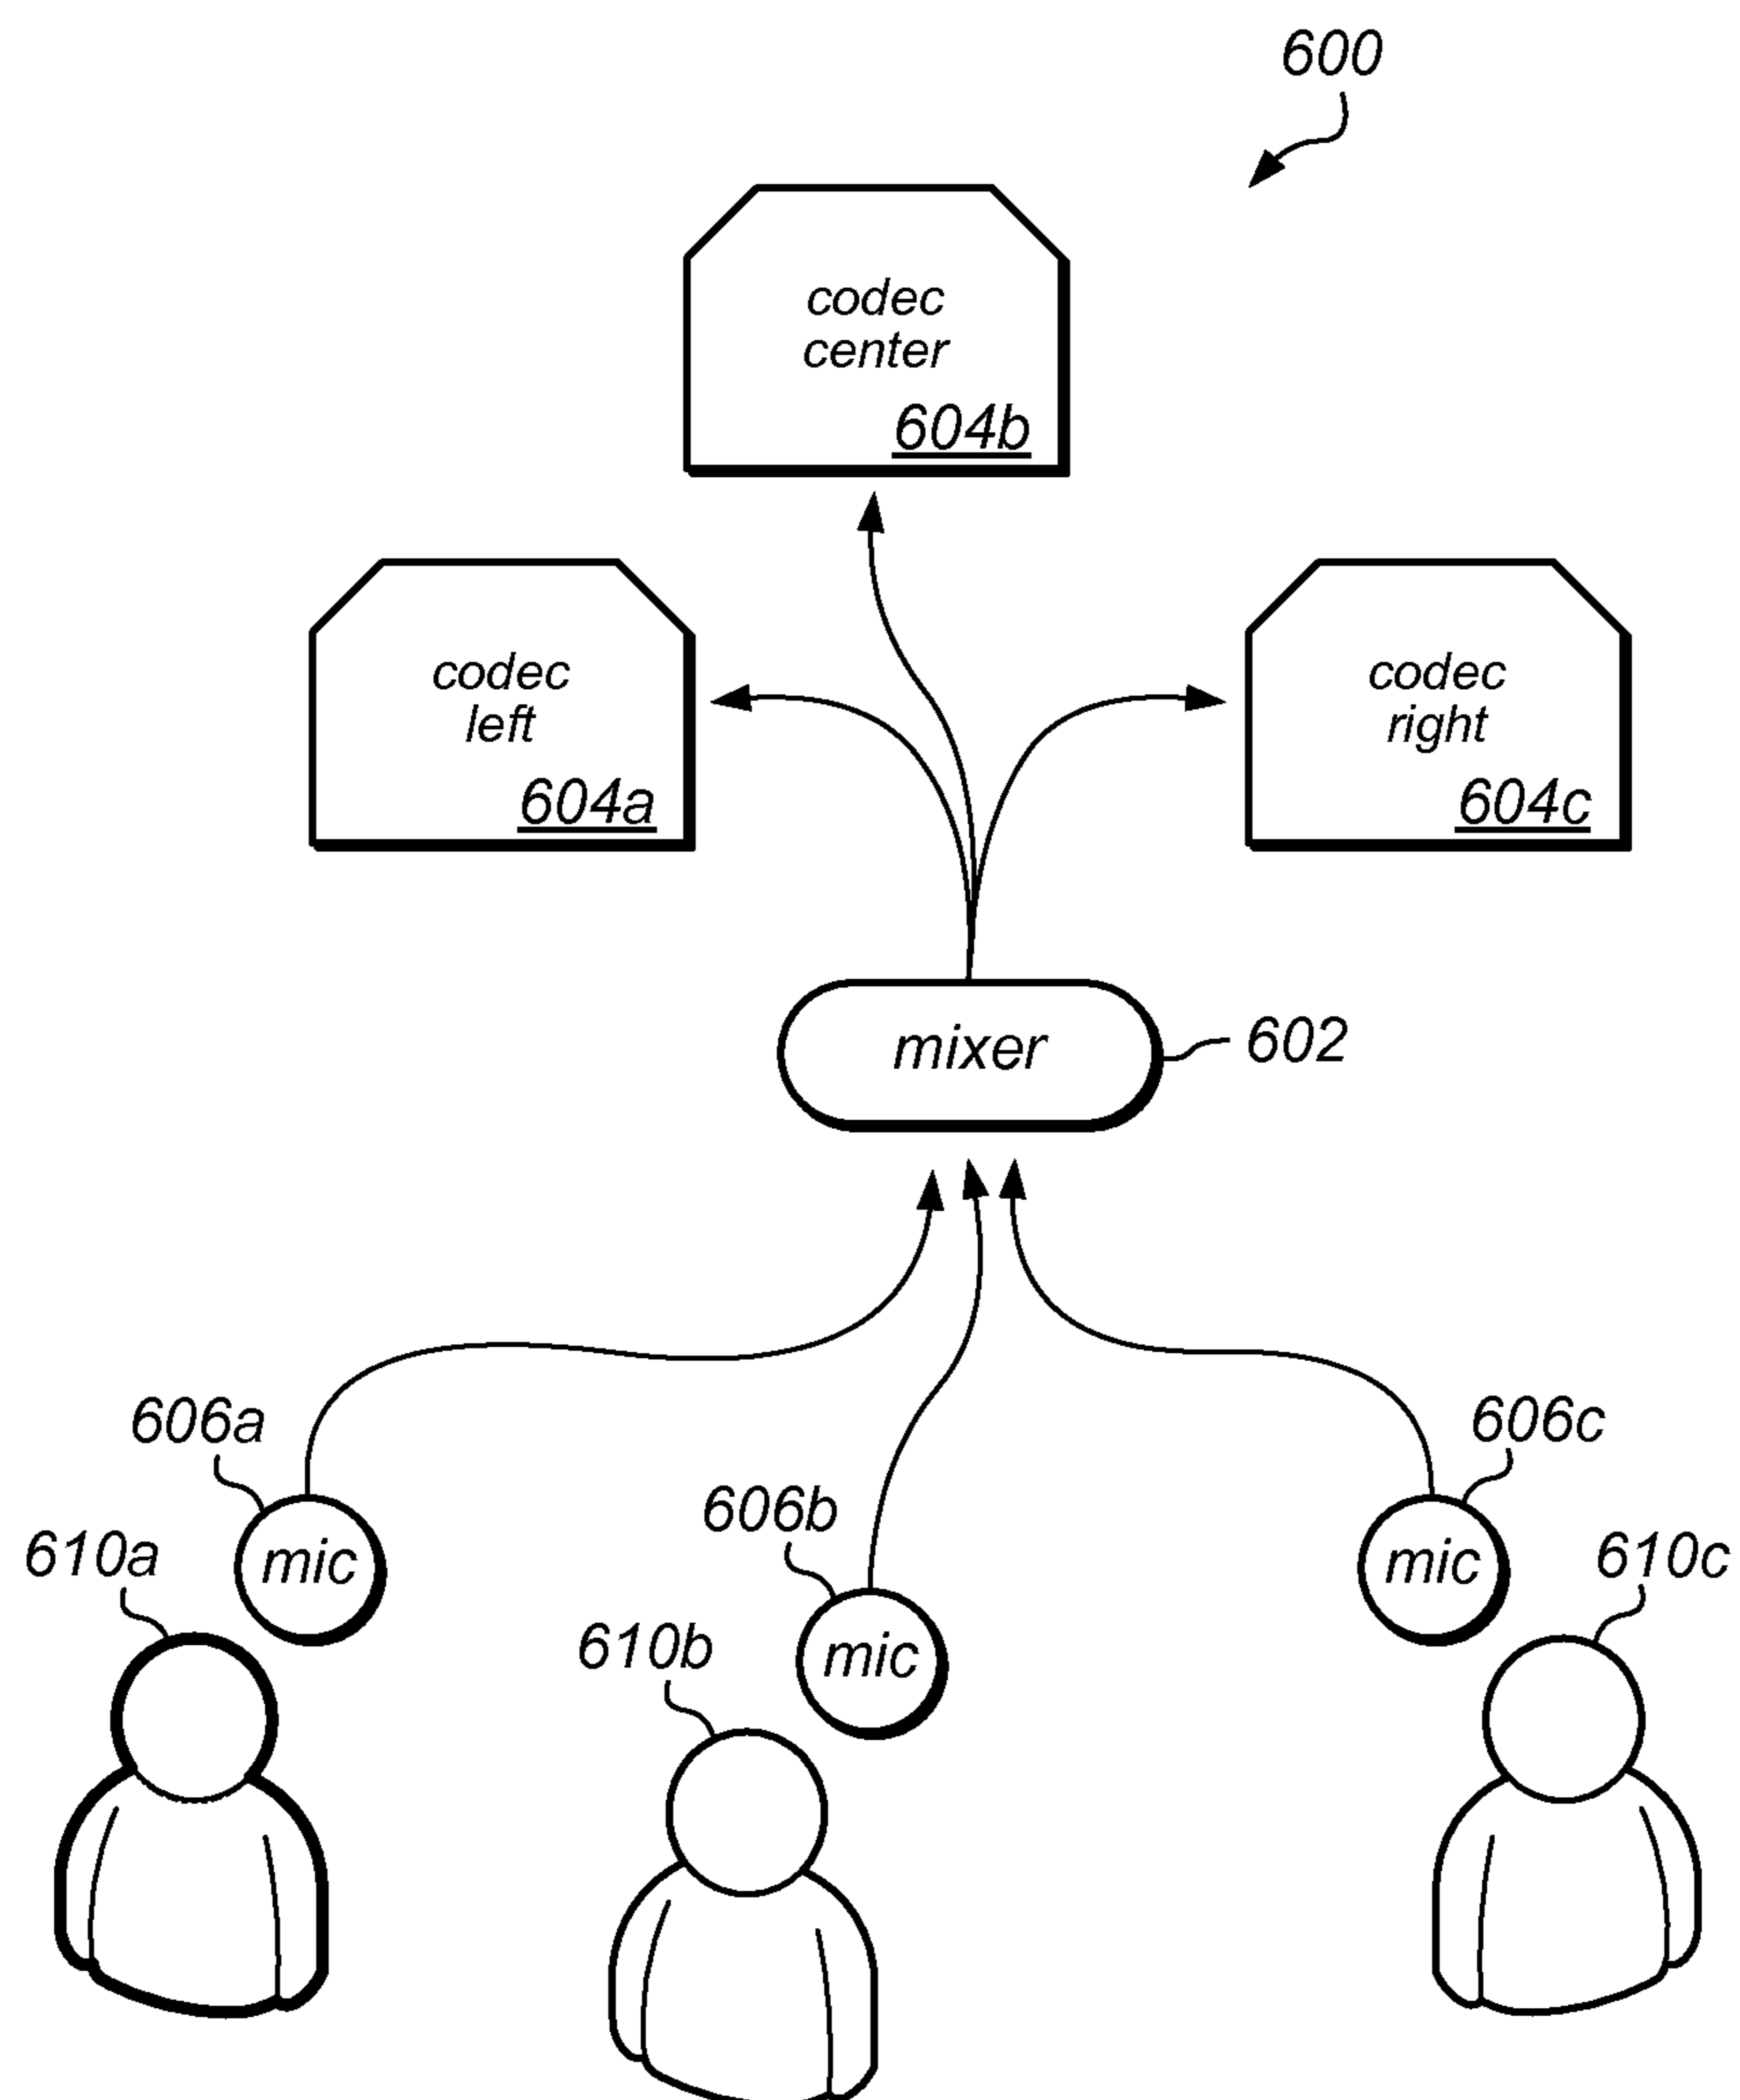 600
codec
center
604b
codec
left
604a
codec
right
604c
mixer
602
606a
606c
606b
610a
mic
mic
610c
610b
mic